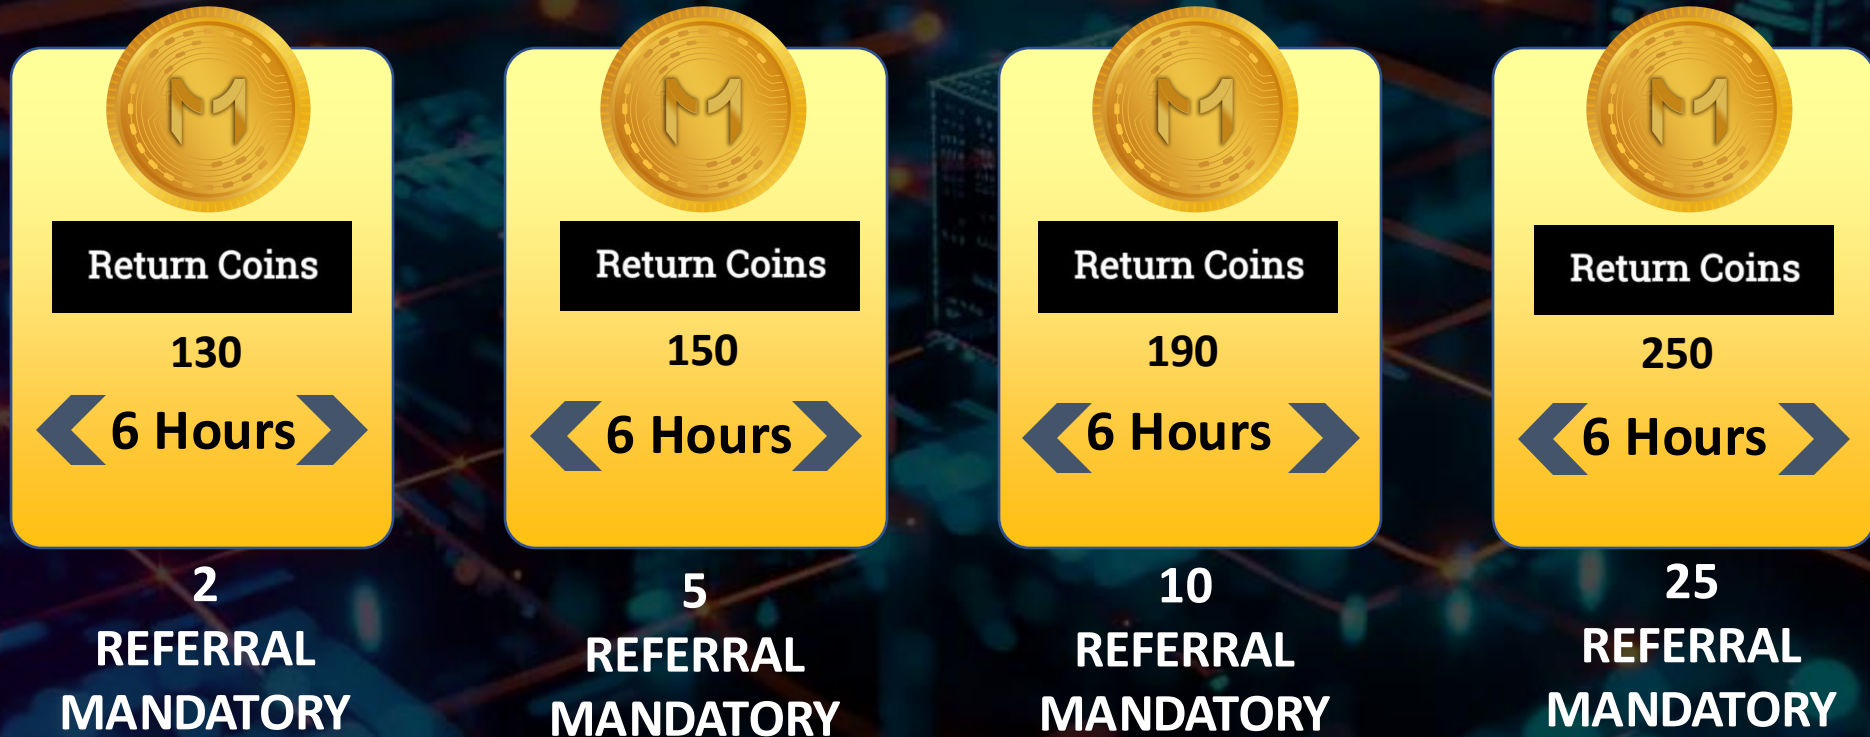 Return Coins
130
6 Hours
2
REFERRAL
MANDATORY
Return Coins
150
6 Hours
5
REFERRAL
MANDATORY
Return Coins
190
6 Hours
10
REFERRAL
MANDATORY
Return Coins
250
6 Hours
25
REFERRAL
MANDATORY